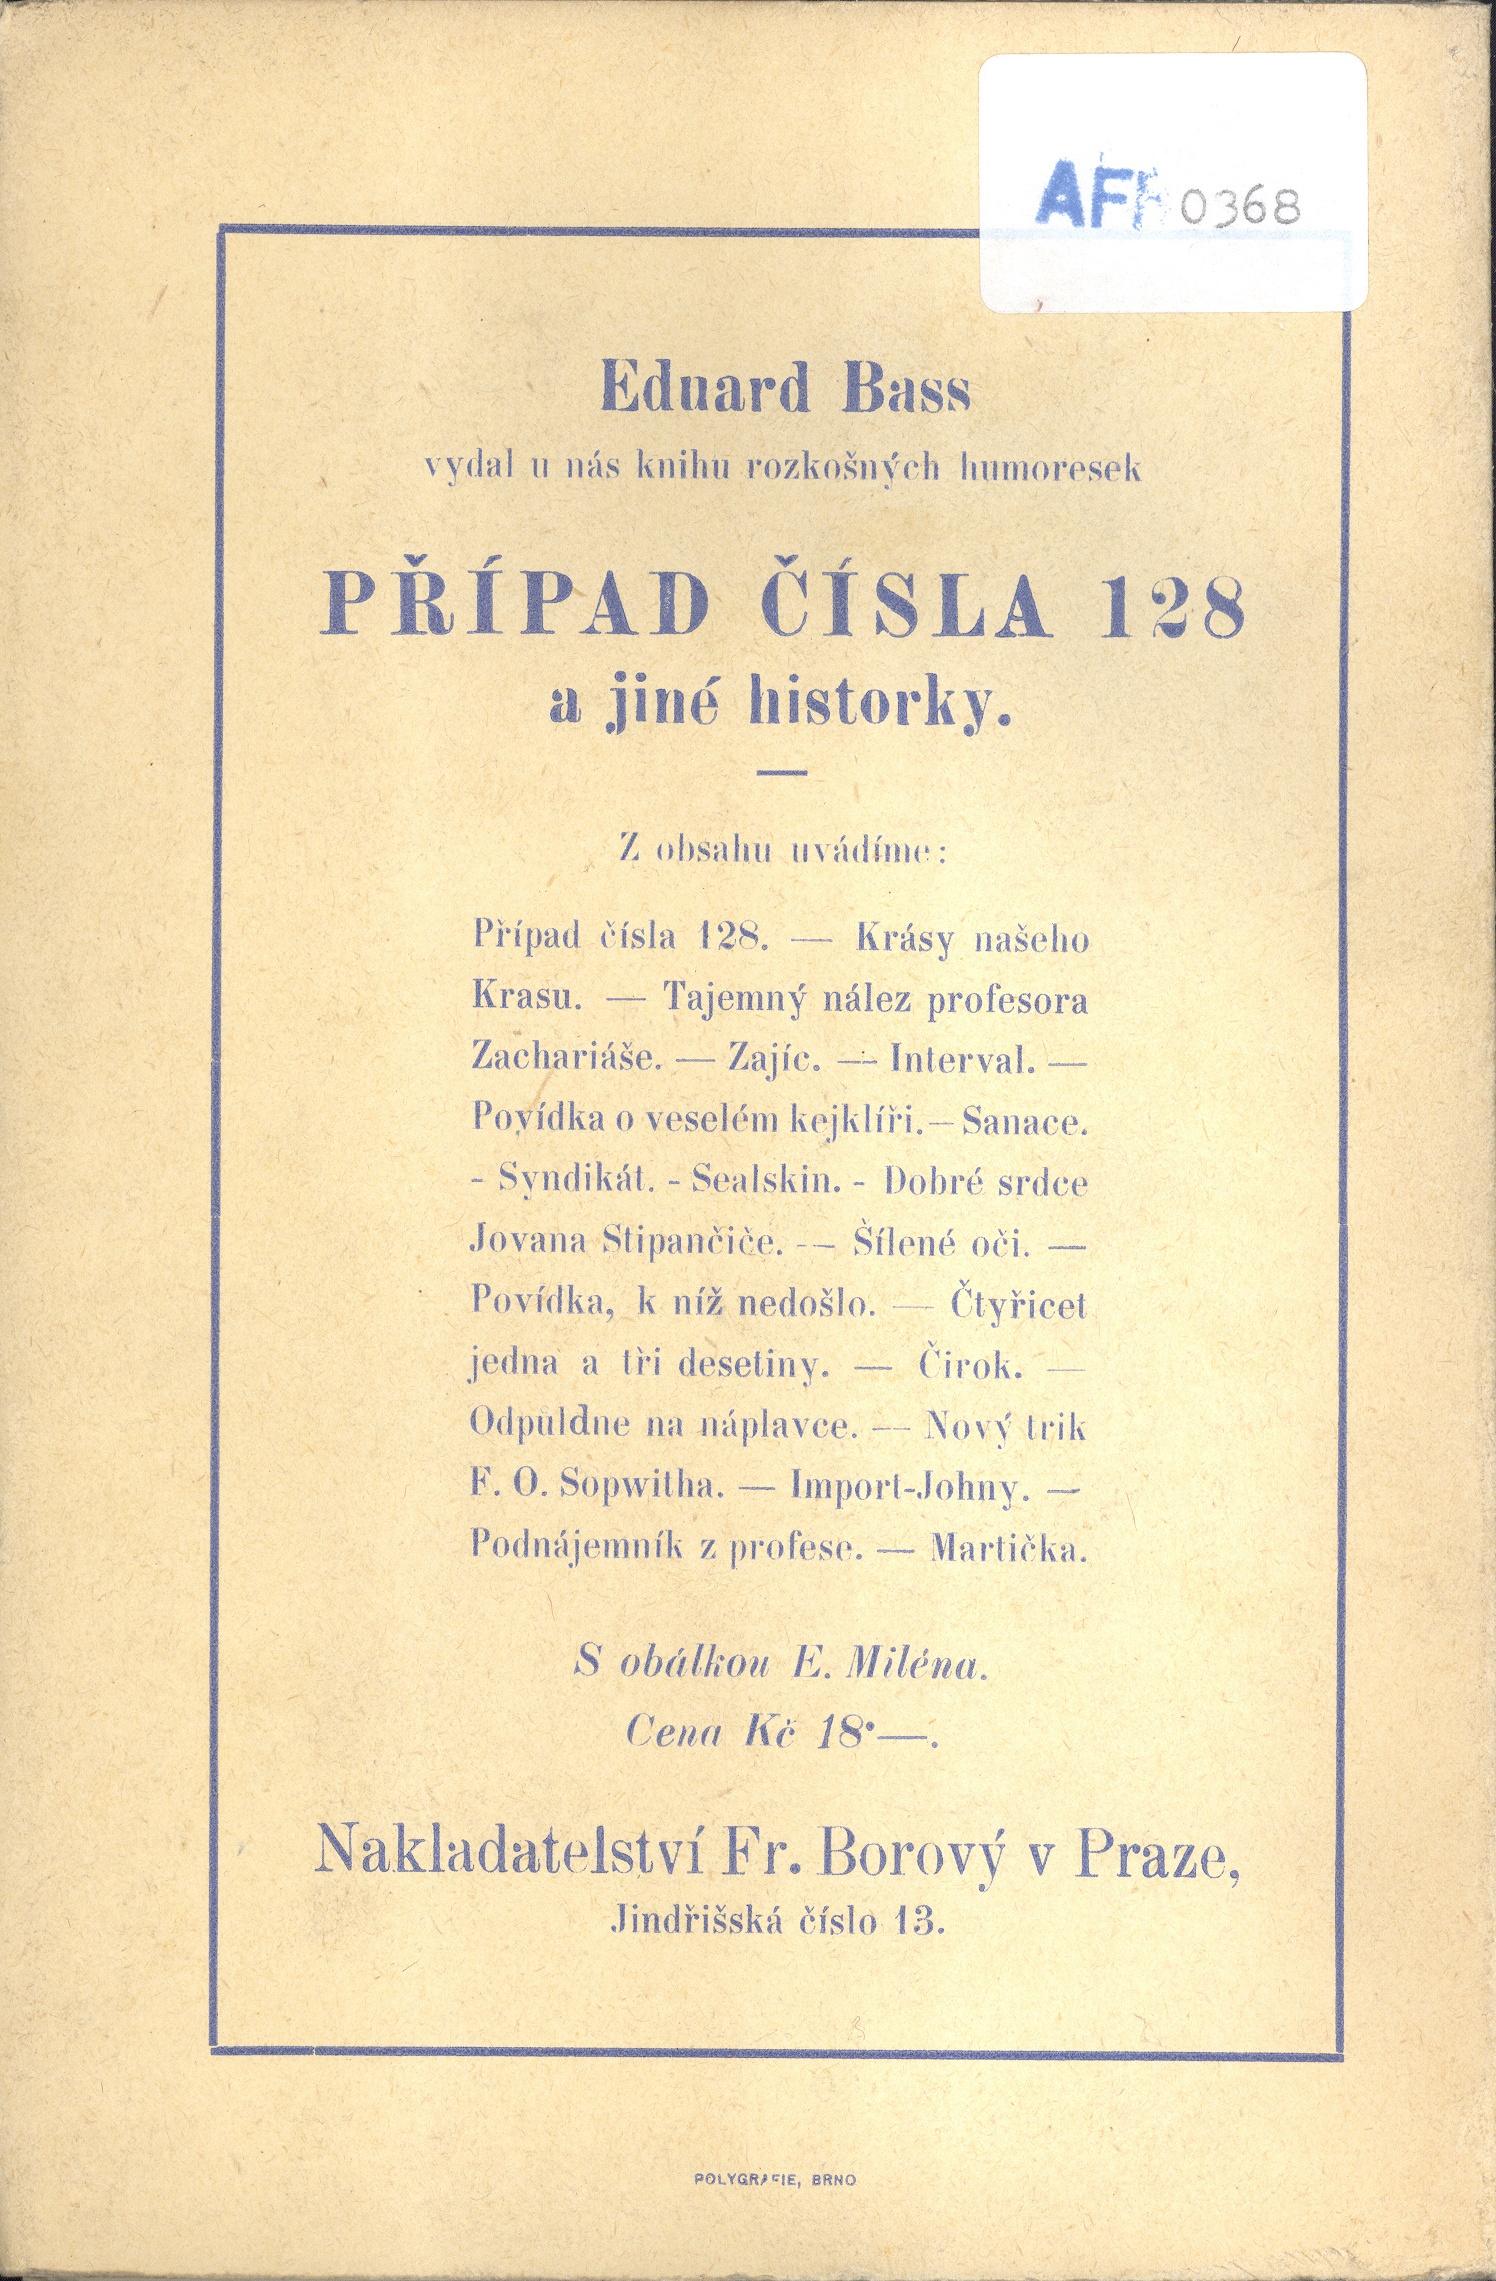 0368
Eduard Bass
vydal u nás knihu rozkošných humoresek
PŘÍPAD ČÍSLA 128
a jiné historky.
Z obsahu uvádíme:
Případ čísla 128. — Krásy našeho
Krasu. — Tajemný nález profesora
Zachariáše. — Zajíc. — Interval. —
Povídka o veselém kejklíři. — Sanace.
- Syndikát. - Sealskin. - Dobré srdce
Jovana Stipančiče. — Šílené oči. —
Povídka, k níž nedošlo. — Čtyřicet
jedna a tři desetiny. — Čirok. —
Odpůldne na náplavce. — Nový trik
F. O. Sopwitha. — Import-Johny. —
Podnájemník z profese. — Martička.
S obálkou E. Miléna.
Cena Kč 18·—.
Nakladatelství Fr. Borový v Praze,
Jindřišská číslo 13.
POLYGRAFIE, BRNO